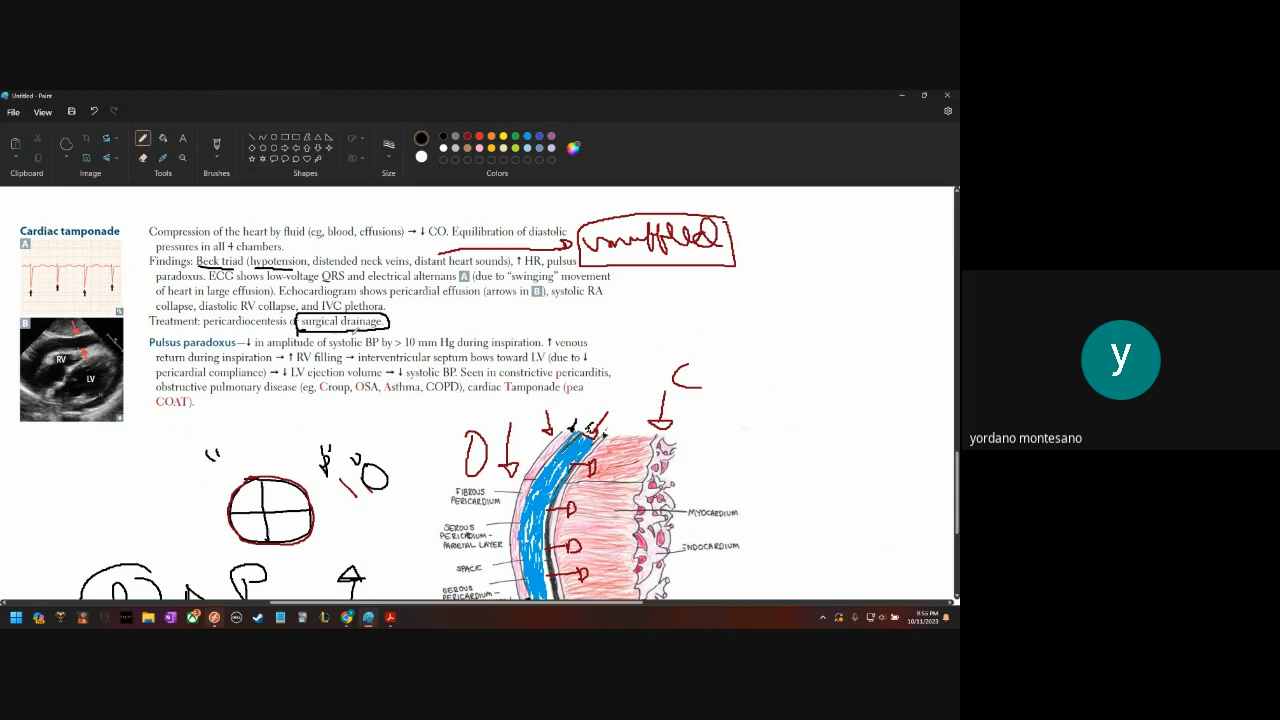 Untitled - Paint
File View
Clipboard Image Tools Brushes Shapes Size Colors
Cardiac tamponade
A
Compression of the heart by fluid (eg, blood, effusions) → ↓ CO. Equilibration of diastolic
pressures in all 4 chambers.
Findings: Beck triad (hypotension, distended neck veins, distant heart sounds), ↑ HR, pulsus
paradoxus. ECG shows low-voltage QRS and electrical alternans A (due to “swinging” movement
of heart in large effusion). Echocardiogram shows pericardial effusion (arrows in B), systolic RA
collapse, diastolic RV collapse, and IVC plethora.
Treatment: pericardiocentesis or surgical drainage.
muffled
B
RV
LV
Pulsus paradoxus—↓ in amplitude of systolic BP by > 10 mm Hg during inspiration. ↑ venous
return during inspiration → ↑ RV filling → interventricular septum bows toward LV (due to ↓
pericardial compliance) → ↓ LV ejection volume → ↓ systolic BP. Seen in constrictive pericarditis,
obstructive pulmonary disease (eg, Croup, OSA, Asthma, COPD), cardiac Tamponade (pea
COAT).
C
D
FIBROUS
PERICARDIUM
SEROUS
PERICARDIUM-
PARIETAL LAYER
SPACE
SEROUS
PERICARDIUM-
MYOCARDIUM
ENDOCARDIUM
9:55 PM
10/11/2023
y
yordano montesano